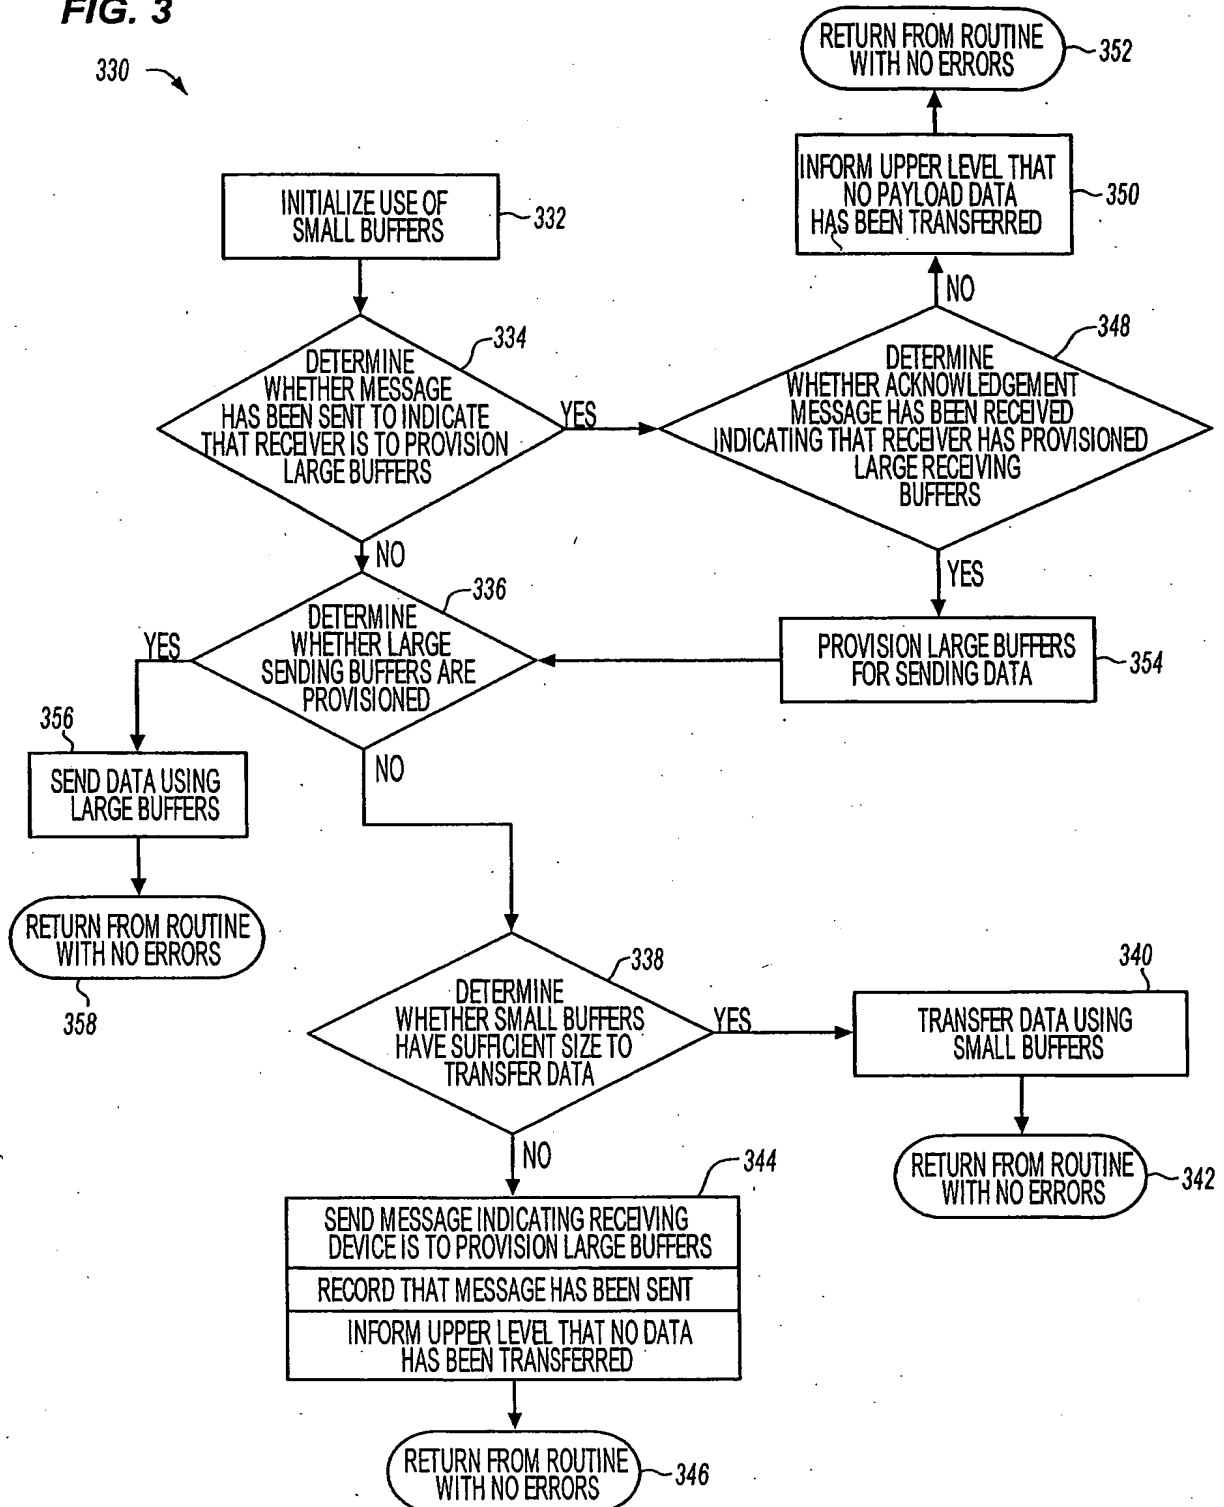 FIG. 3
330
RETURN FROM ROUTINE
WITH NO ERRORS
352
INFORM UPPER LEVEL THAT
NO PAYLOAD DATA
HAS BEEN TRANSFERRED
350
INITIALIZE USE OF
SMALL BUFFERS
332
NO
334
DETERMINE
WHETHER MESSAGE
HAS BEEN SENT TO INDICATE
THAT RECEIVER IS TO PROVISION
LARGE BUFFERS
YES
348
DETERMINE
WHETHER ACKNOWLEDGEMENT
MESSAGE HAS BEEN RECEIVED
INDICATING THAT RECEIVER HAS PROVISIONED
LARGE RECEIVING
BUFFERS
NO
YES
336
DETERMINE
WHETHER LARGE
SENDING BUFFERS ARE
PROVISIONED
YES
PROVISION LARGE BUFFERS
FOR SENDING DATA
354
356
SEND DATA USING
LARGE BUFFERS
NO
RETURN FROM ROUTINE
WITH NO ERRORS
358
338
DETERMINE
WHETHER SMALL BUFFERS
HAVE SUFFICIENT SIZE TO
TRANSFER DATA
YES
340
TRANSFER DATA USING
SMALL BUFFERS
NO
RETURN FROM ROUTINE
WITH NO ERRORS
342
344
SEND MESSAGE INDICATING RECEIVING
DEVICE IS TO PROVISION LARGE BUFFERS
RECORD THAT MESSAGE HAS BEEN SENT
INFORM UPPER LEVEL THAT NO DATA
HAS BEEN TRANSFERRED
RETURN FROM ROUTINE
WITH NO ERRORS
346